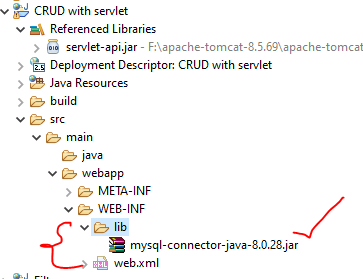 CRUD with servlet
Referenced Libraries
servlet-api.jar - F:\apache-tomcat-8.5.69\apache-tomcat
Deployment Descriptor: CRUD with servlet
Java Resources
build
src
main
java
webapp
META-INF
WEB-INF
lib
mysql-connector-java-8.0.28.jar
web.xml